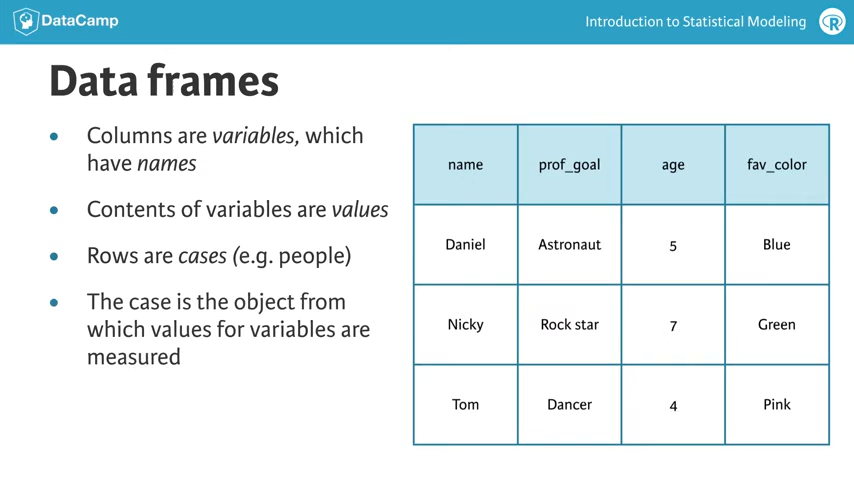 DataCamp
Introduction to Statistical Modeling
R
Data frames
• Columns are variables, which
have names
• Contents of variables are values
• Rows are cases (e.g. people)
• The case is the object from
which values for variables are
measured
name prof_goal age fav_color
Daniel Astronaut 5 Blue
Nicky Rock star 7 Green
Tom Dancer 4 Pink